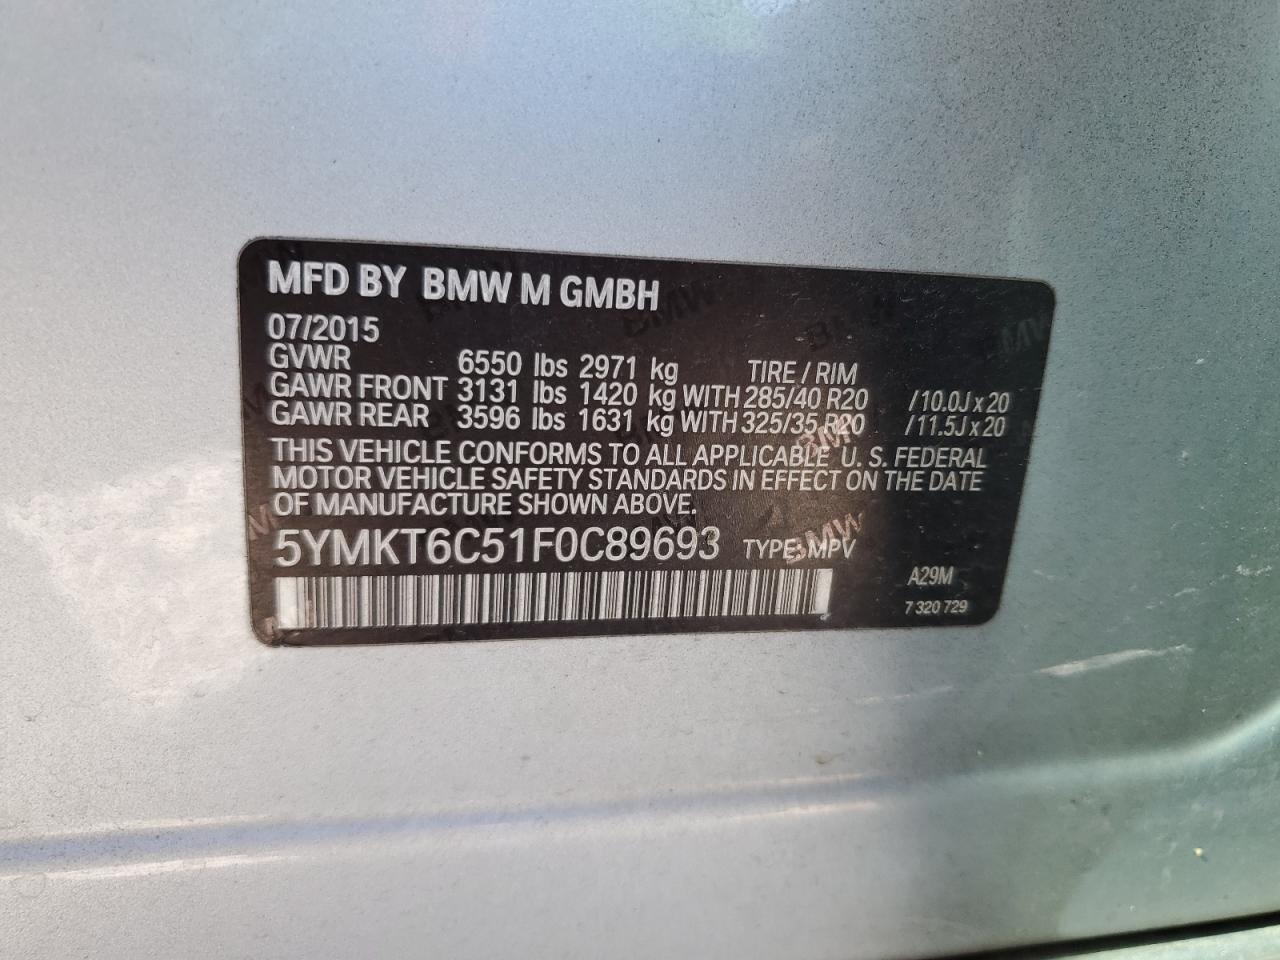 MFD BY BMW M GMBH
07/2015
GVWR 6550 lbs 2971 kg TIRE / RIM
GAWR FRONT 3131 lbs 1420 kg WITH 285/40 R20 / 10.0J x 20
GAWR REAR 3596 lbs 1631 kg WITH 325/35 R20 / 11.5J x 20
THIS VEHICLE CONFORMS TO ALL APPLICABLE U. S. FEDERAL
MOTOR VEHICLE SAFETY STANDARDS IN EFFECT ON THE DATE
OF MANUFACTURE SHOWN ABOVE.
5YMKT6C51F0C89693 TYPE: MPV
A29M
7 320 729